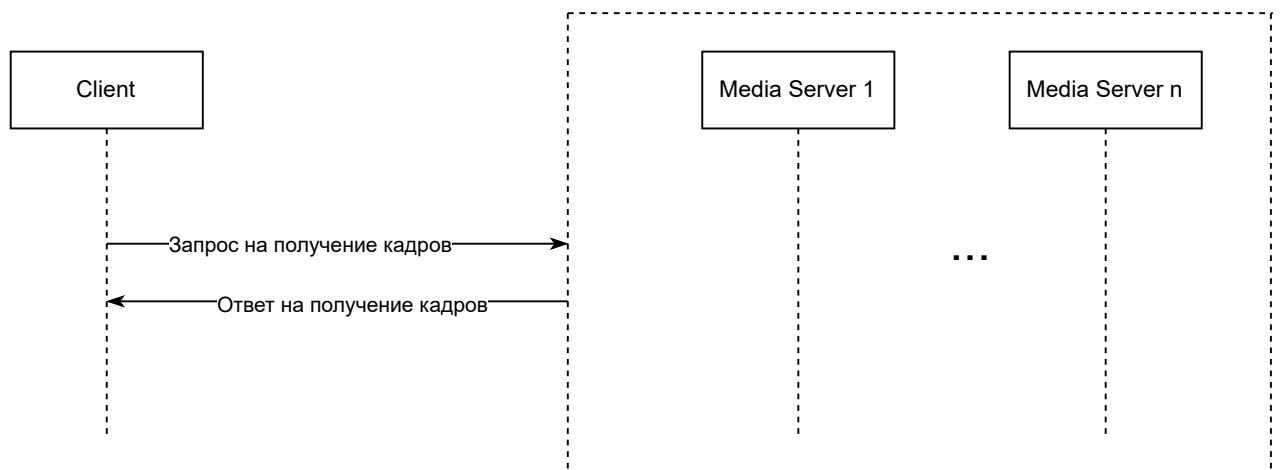 Client
Media Server 1
Media Server n
Запрос на получение кадров
...
Ответ на получение кадров